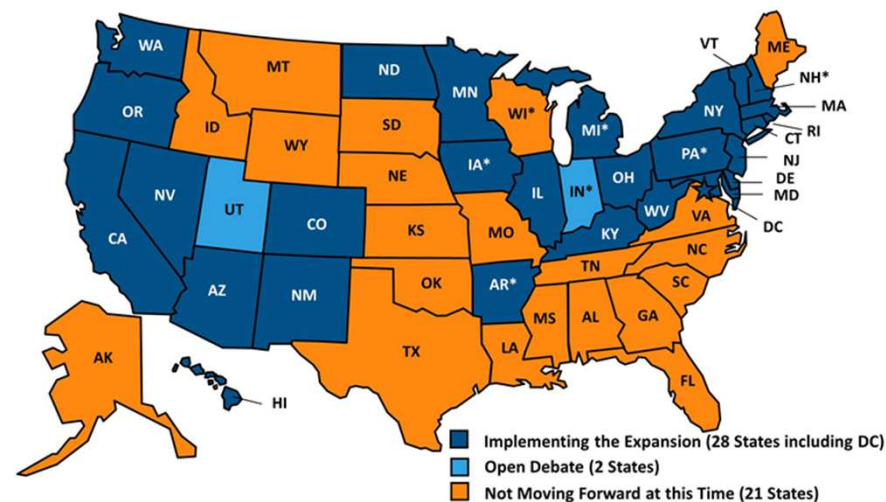 WA
MT
ND
MN
VT
ME
NH*
OR
ID
SD
WI*
MI*
NY
MA
RI
CT
WY
IA*
PA*
NJ
DE
MD
NE
NV
UT
CO
IL
IN*
OH
WV
VA
DC
CA
KS
MO
KY
NC
TN
AZ
NM
OK
AR*
SC
MS
AL
GA
TX
LA
AK
FL
HI
Implementing the Expansion (28 States including DC)
Open Debate (2 States)
Not Moving Forward at this Time (21 States)